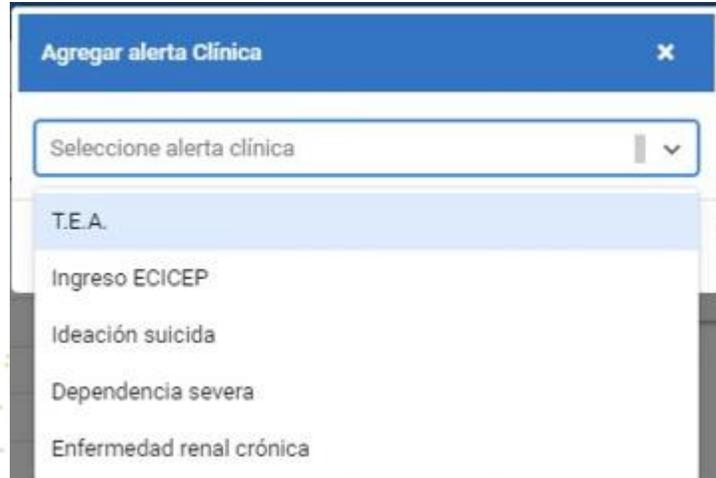 Agregar alerta Clínica
Seleccione alerta clínica
T.E.A.
Ingreso ECICEP
Ideación suicida
Dependencia severa
Enfermedad renal crónica